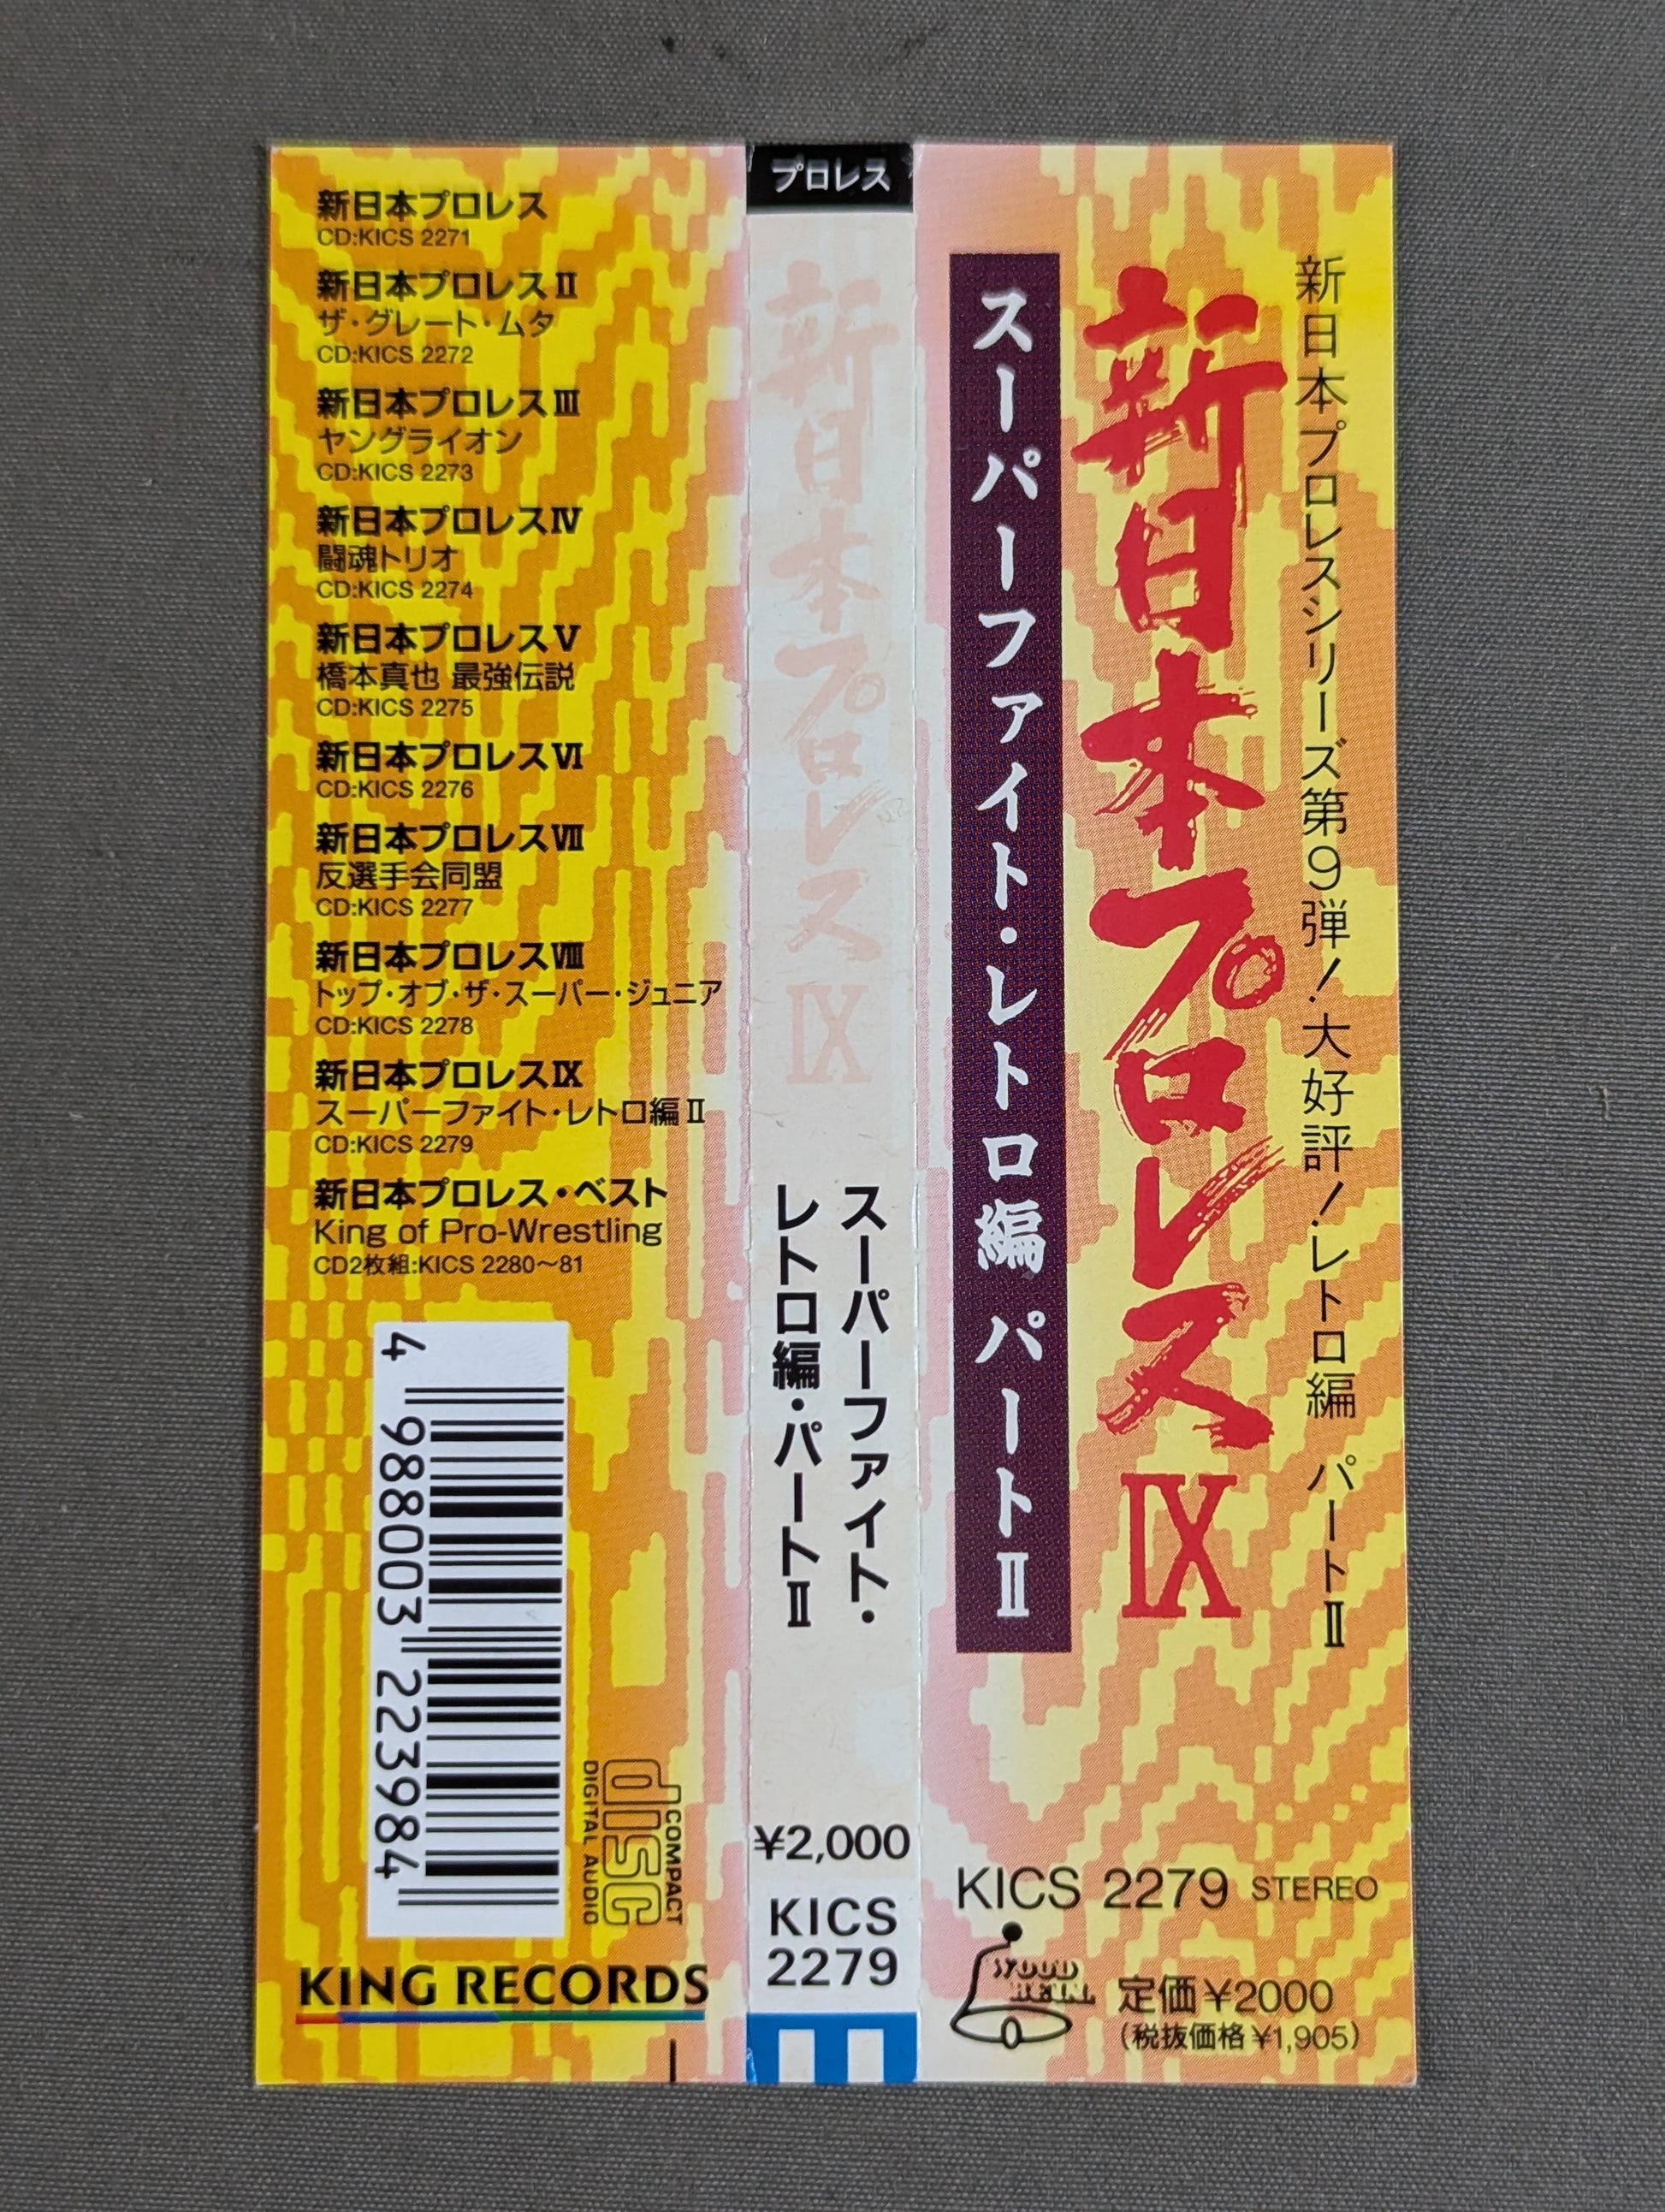 新日本プロレス
CD:KICS 2271
新日本プロレスⅡ
ザ・グレート・ムタ
CD:KICS 2272
新日本プロレスⅢ
ヤングライオン
CD:KICS 2273
新日本プロレスⅣ
闘魂トリオ
CD:KICS 2274
新日本プロレスⅤ
橋本真也 最強伝説
CD:KICS 2275
新日本プロレスⅥ
CD:KICS 2276
新日本プロレスⅦ
反選手会同盟
CD:KICS 2277
新日本プロレスⅧ
トップ・オブ・ザ・スーパー・ジュニア
CD:KICS 2278
新日本プロレスⅨ
スーパーファイト・レトロ編Ⅱ
CD:KICS 2279
新日本プロレス・ベスト
King of Pro-Wrestling
CD2枚組:KICS 2280〜81
4 988003 223984
COMPACT
disc
DIGITAL AUDIO
KING RECORDS
プロレス
新日本プロレスⅨ
スーパーファイト・
レトロ編・パートⅡ
¥2,000
KICS
2279
新日本プロレスシリーズ第9弾！大好評！レトロ編 パートⅡ
新日本プロレスⅨ
スーパーファイト・レトロ編 パートⅡ
KICS 2279 STEREO
定価¥2000
(税抜価格¥1,905)